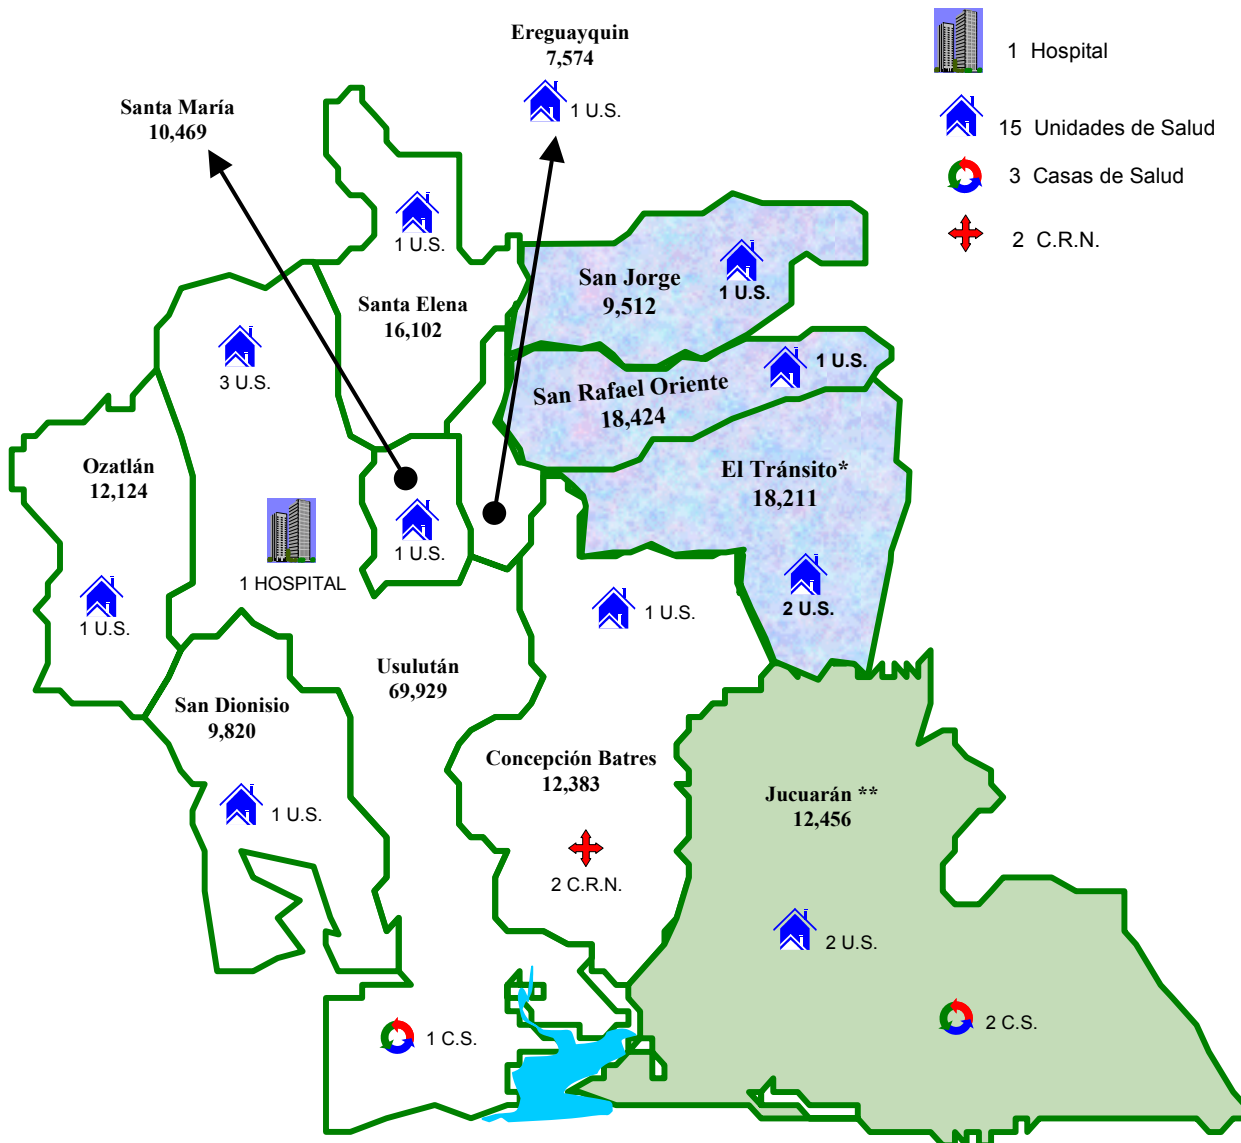 Ereguayquin
7,574
1 U.S.
Santa María
10,469
1 Hospital
15 Unidades de Salud
3 Casas de Salud
2 C.R.N.
1 U.S.
Santa Elena
16,102
San Jorge
9,512
1 U.S.
3 U.S.
San Rafael Oriente
18,424
1 U.S.
Ozatlán
12,124
1 U.S.
El Tránsito*
18,211
2 U.S.
1 U.S.
1 HOSPITAL
1 U.S.
Usulután
69,929
San Dionisio
9,820
1 U.S.
Concepción Batres
12,383
2 C.R.N.
Jucuarán **
12,456
2 U.S.
1 C.S.
2 C.S.